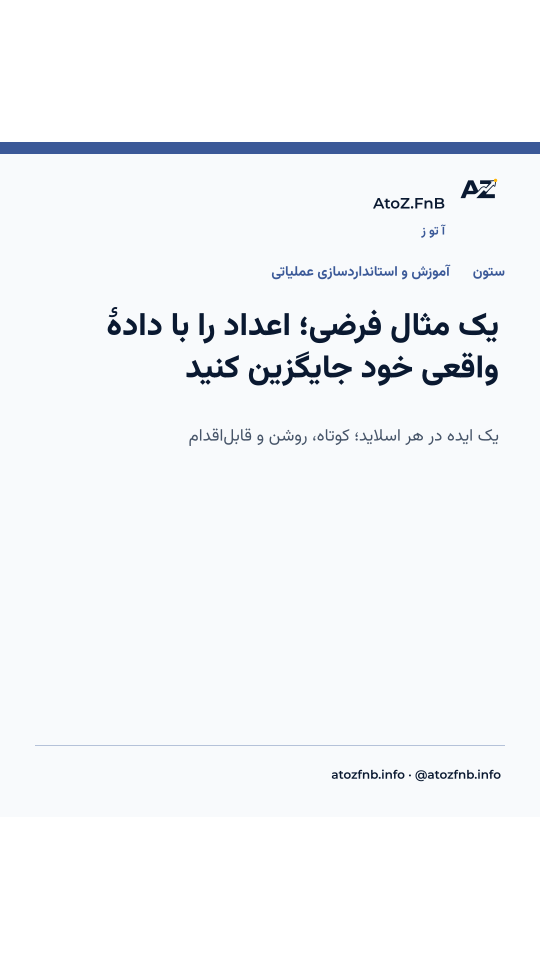 AZ
AtoZ.FnB
آ تو ز
ستون آموزش و استانداردسازی عملیاتی
یک مثال فرضی؛ اعداد را با دادهٔ
واقعی خود جایگزین کنید
یک ایده در هر اسلاید؛ کوتاه، روشن و قابل‌اقدام
atozfnb.info · @atozfnb.info